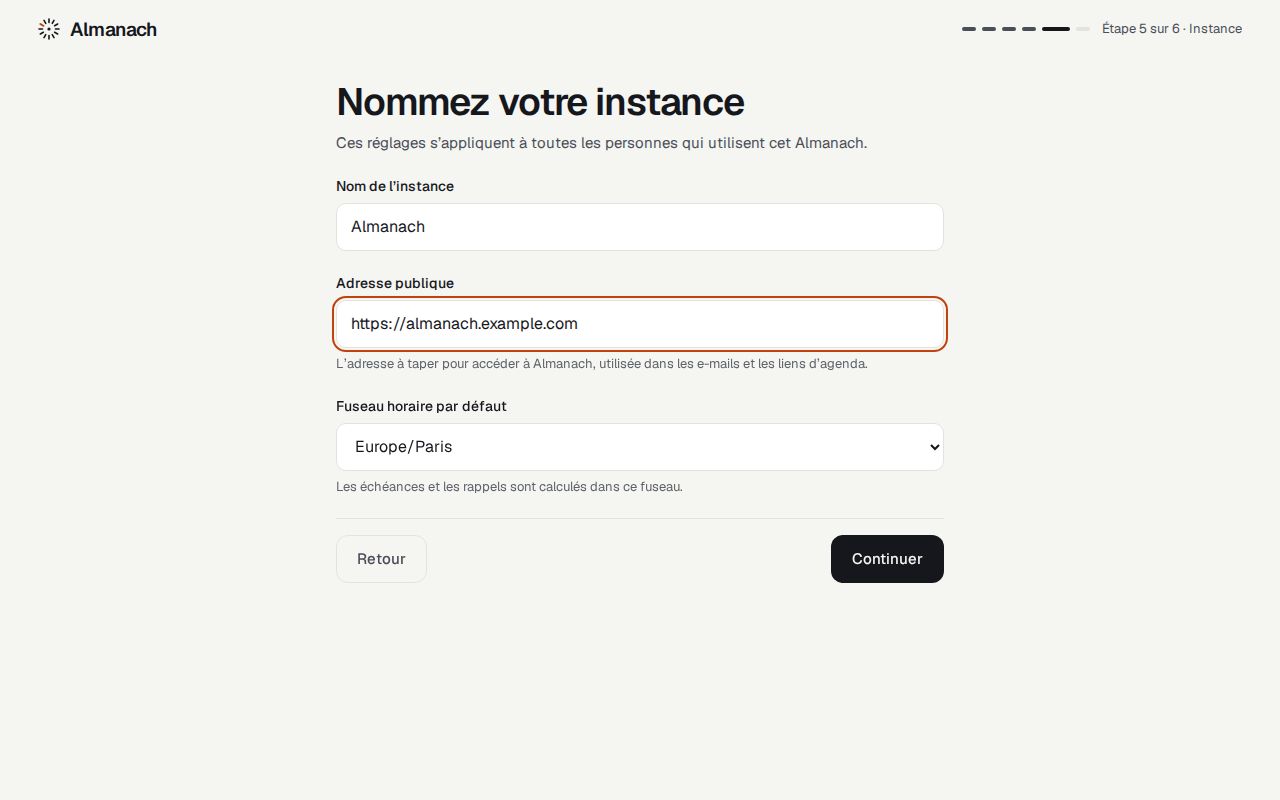 Almanach
Étape 5 sur 6 · Instance
Nommez votre instance
Ces réglages s’appliquent à toutes les personnes qui utilisent cet Almanach.
Nom de l’instance
Almanach
Adresse publique
https://almanach.example.com
L’adresse à taper pour accéder à Almanach, utilisée dans les e-mails et les liens d’agenda.
Fuseau horaire par défaut
Europe/Paris
Les échéances et les rappels sont calculés dans ce fuseau.
Retour
Continuer